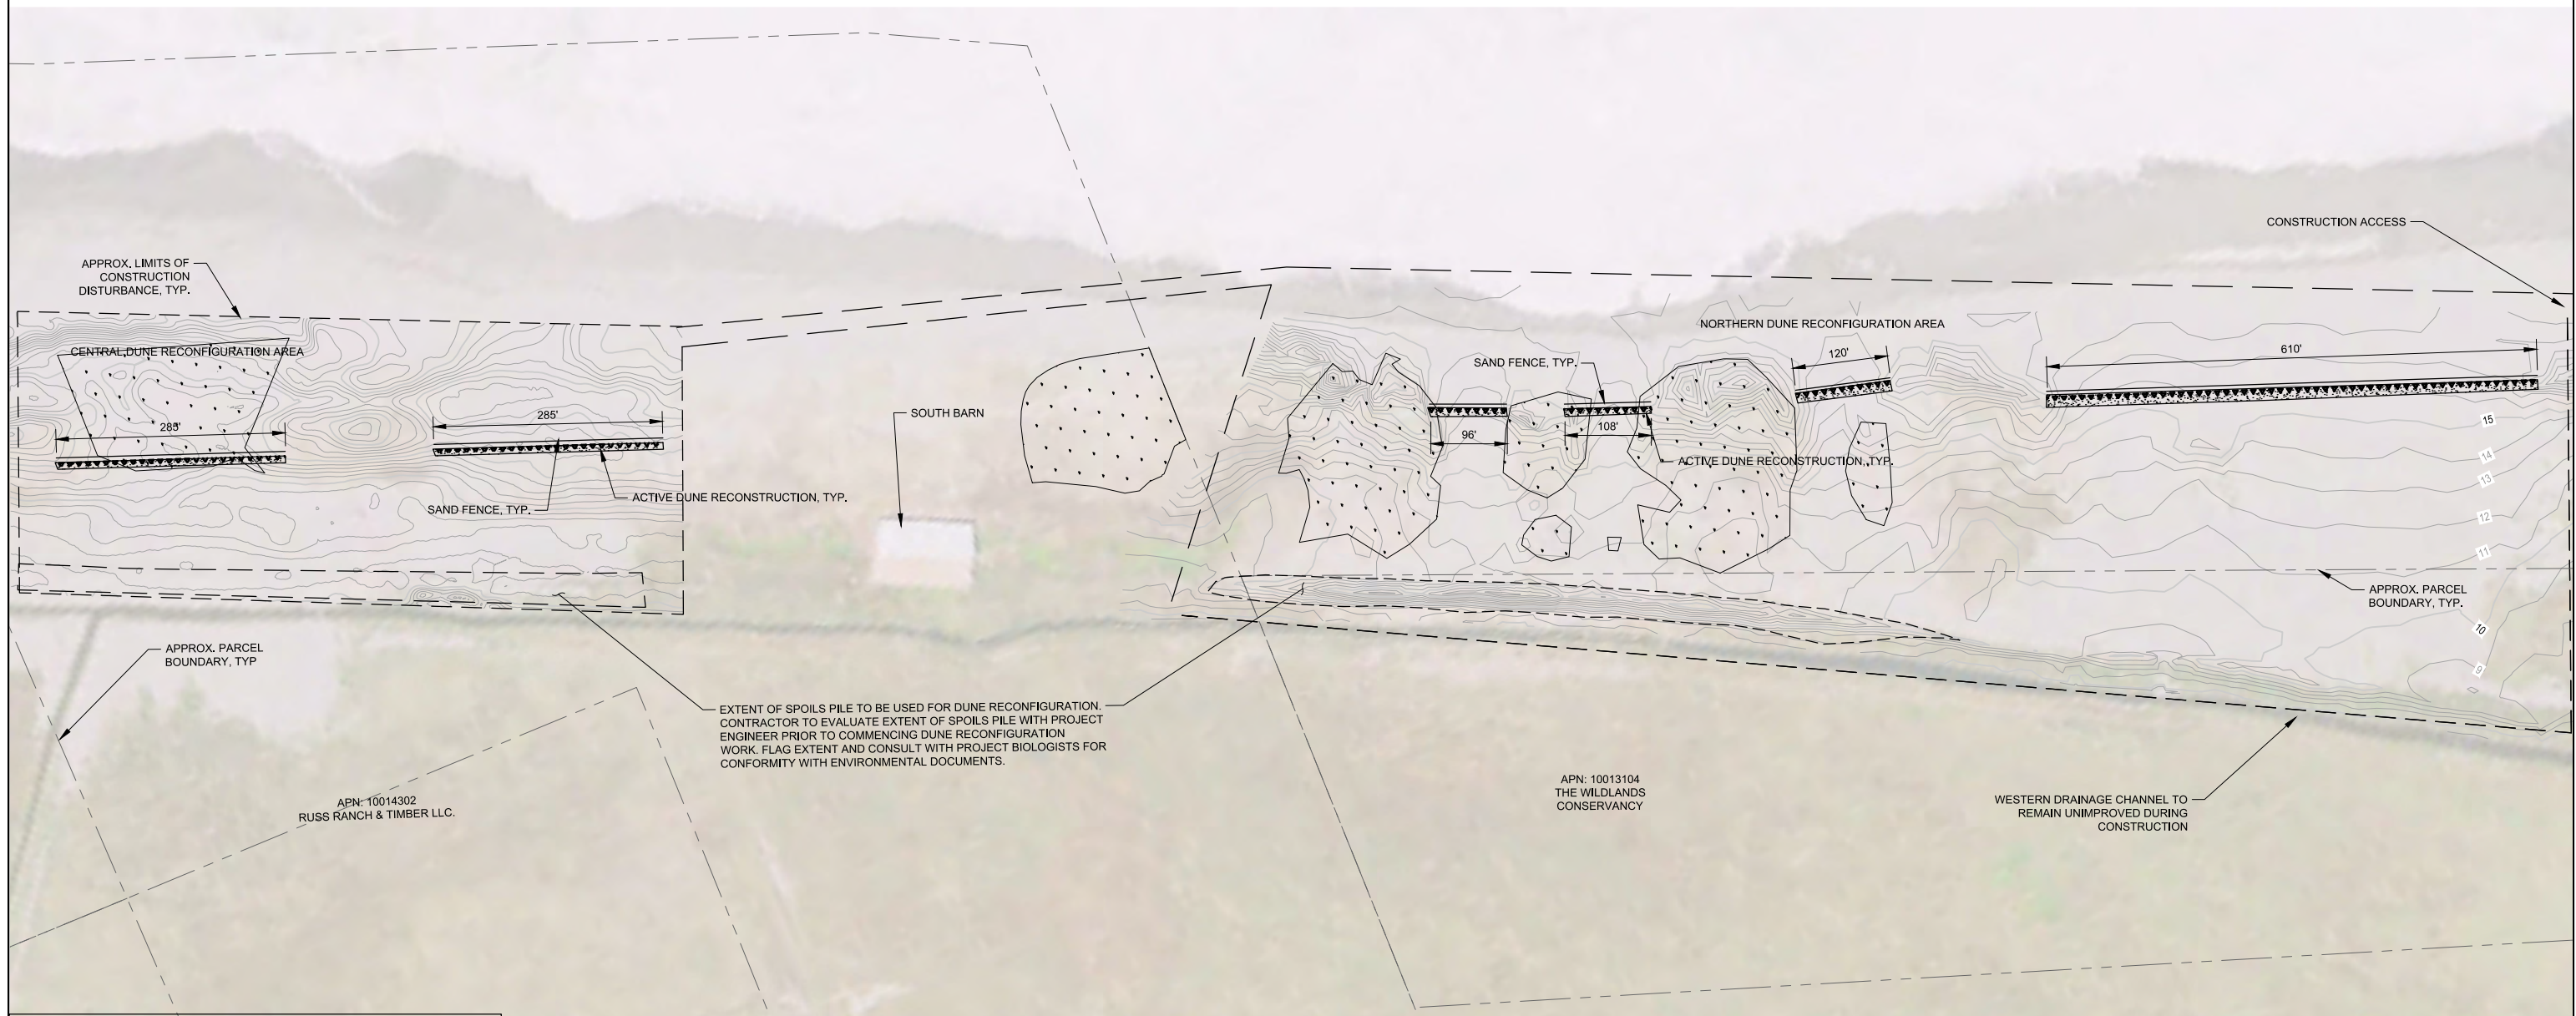 CONSTRUCTION ACCESS
APPROX. LIMITS OF
CONSTRUCTION
DISTURBANCE, TYP.
NORTHERN DUNE RECONFIGURATION AREA
CENTRAL DUNE RECONFIGURATION AREA
120'
610'
SAND FENCE, TYP.
285'
285'
SOUTH BARN
96'
108'
15
14
13
12
11
10
9
ACTIVE DUNE RECONSTRUCTION, TYP.
ACTIVE DUNE RECONSTRUCTION, TYP.
SAND FENCE, TYP.
APPROX. PARCEL
BOUNDARY, TYP.
APPROX. PARCEL
BOUNDARY, TYP
EXTENT OF SPOILS PILE TO BE USED FOR DUNE RECONFIGURATION.
CONTRACTOR TO EVALUATE EXTENT OF SPOILS PILE WITH PROJECT
ENGINEER PRIOR TO COMMENCING DUNE RECONFIGURATION
WORK. FLAG EXTENT AND CONSULT WITH PROJECT BIOLOGISTS FOR
CONFORMITY WITH ENVIRONMENTAL DOCUMENTS.
APN: 10014302
RUSS RANCH & TIMBER LLC.
APN: 10013104
THE WILDLANDS
CONSERVANCY
WESTERN DRAINAGE CHANNEL TO
REMAIN UNIMPROVED DURING
CONSTRUCTION